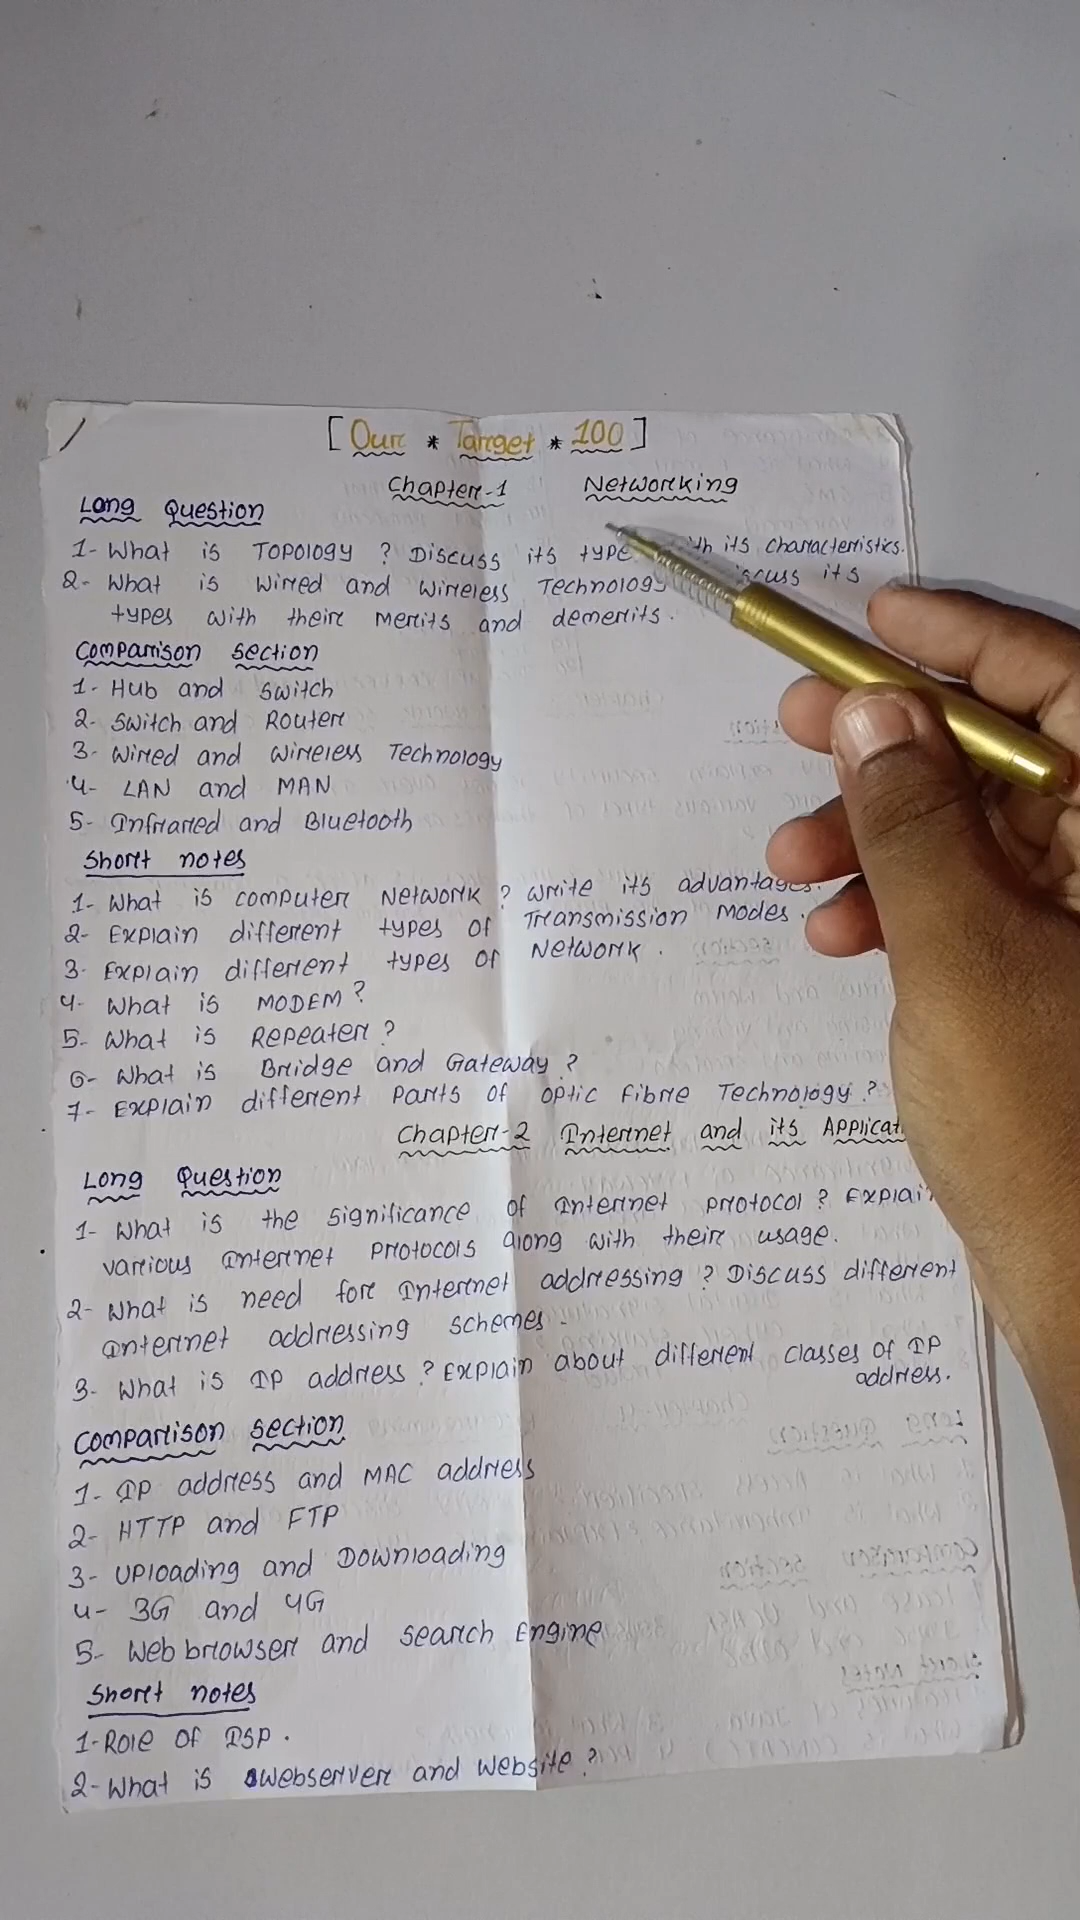 [ Our * Target * 100 ]
Chapter-1 Networking
Long Question
1- What is Topology ? Discuss its type its characteristics.
2- What is wired and wireless Technology its
types with their merits and demerits.
Comparison section
1- Hub and switch
2- Switch and Router
3- Wired and wireless Technology
4- LAN and MAN
5- Infrared and Bluetooth
Short notes
1- What is computer Network ? write its
2- Explain different types of Transmission Modes.
3- Explain different types of Network.
4- What is MODEM ?
5- What is Repeater ?
6- What is Bridge and Gateway ?
7- Explain different parts of optic fibre Technology ?
Chapter-2 Internet and its
Long Question
1- What is the significance of Internet protocol ?
various internet protocols along with their usage.
2- What is need for Internet addressing ? Discuss different
internet addressing schemes.
3- What is IP address ? Explain about different classes of IP
address.
Comparison section
1- IP address and MAC address
2- HTTP and FTP
3- Uploading and Downloading
4- 3G and 4G
5- Web browser and search Engine
Short notes
1- Role of ISP.
2- What is webserver and website ?